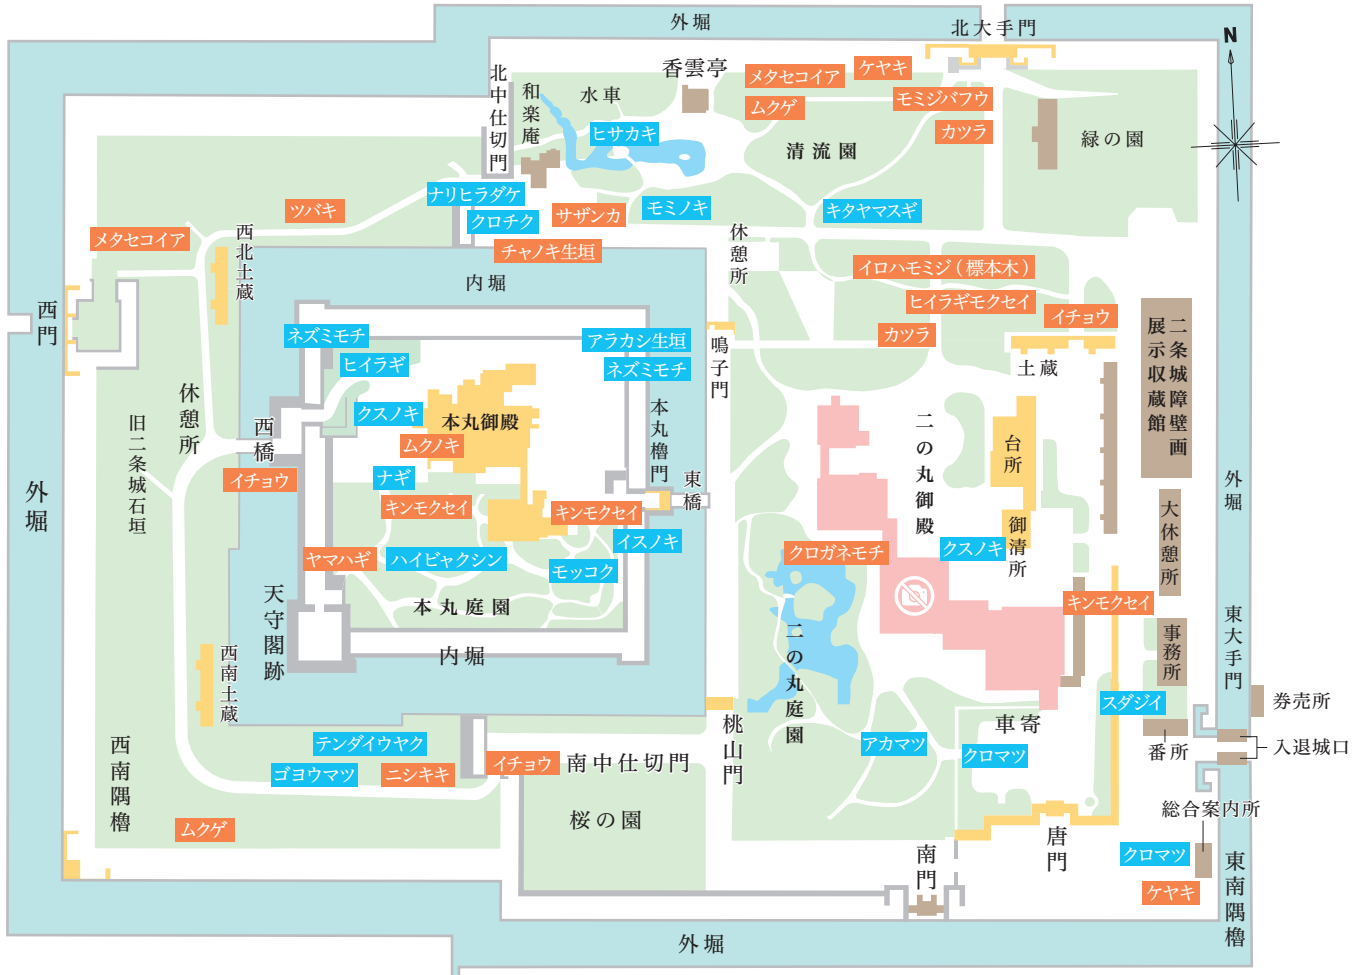 外堀
北大手門
N
香雲亭
メタセコイア
ケヤキ
北中仕切門
和楽庵
水車
ムクゲ
モミジバフウ
ヒサカキ
カツラ
清流園
緑の園
ナリヒラダケ
ツバキ
クロチク
サザンカ
モミノキ
キタヤマスギ
メタセコイア
西北土蔵
チャノキ生垣
休憩所
内堀
イロハモミジ(標本木)
ヒイラギモクセイ
イチョウ
西門
ネズミモチ
アラカシ生垣
鳴子門
カツラ
二条城障壁画
展示収蔵館
ヒイラギ
ネズミモチ
土蔵
休憩所
旧二条城石垣
西橋
クスノキ
本丸御殿
本丸櫓門
二の丸御殿
台所
ムクノキ
イチョウ
ナギ
東橋
外堀
外堀
キンモクセイ
キンモクセイ
大休憩所
御清所
イスノキ
クスノキ
ヤマハギ
ハイビャクシン
クロガネモチ
モッコク
天守閣跡
本丸庭園
キンモクセイ
東大手門
二の丸庭園
事務所
内堀
西南土蔵
スダジイ
券売所
車寄
桃山門
テンダイウヤク
アカマツ
クロマツ
番所
入退城口
西南隅櫓
イチョウ
南中仕切門
ゴヨウマツ
ニシキギ
総合案内所
ムクゲ
桜の園
唐門
南門
クロマツ
東南隅櫓
ケヤキ
外堀